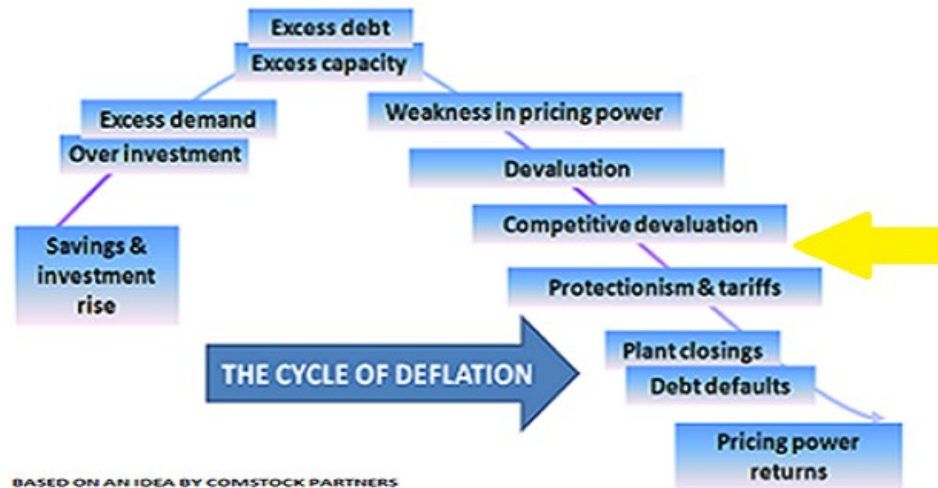 Excess debt
Excess capacity
Excess demand
Over investment
Savings &
investment
rise
Weakness in pricing power
Devaluation
Competitive devaluation
Protectionism & tariffs
Plant closings
Debt defaults
Pricing power
returns
THE CYCLE OF DEFLATION
BASED ON AN IDEA BY COMSTOCK PARTNERS